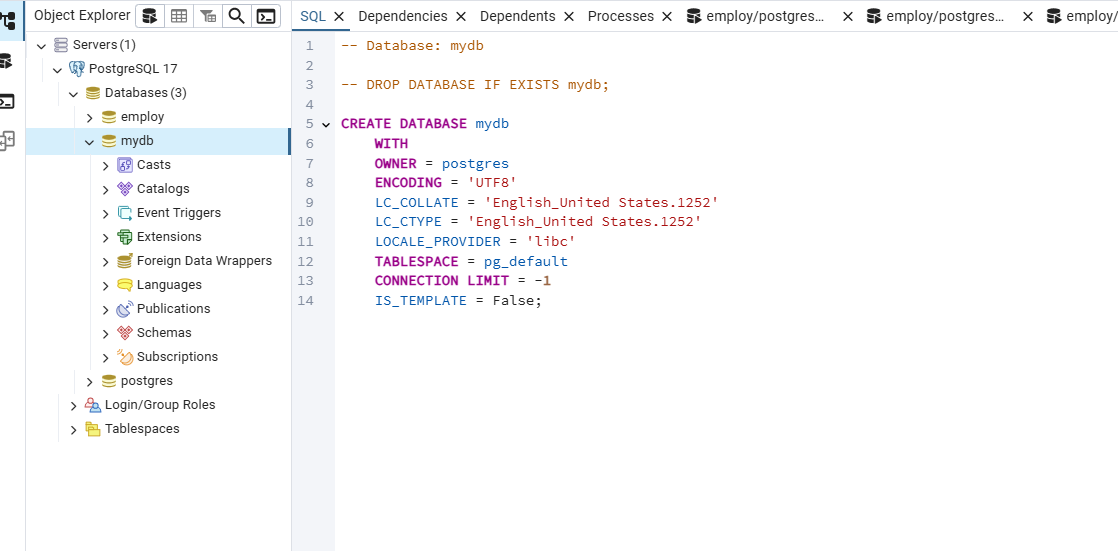 Object Explorer
SQL
Dependencies
Dependents
Processes
employ/postgres...
employ/postgres...
employ/
Servers (1)
PostgreSQL 17
Databases (3)
employ
mydb
Casts
Catalogs
Event Triggers
Extensions
Foreign Data Wrappers
Languages
Publications
Schemas
Subscriptions
postgres
Login/Group Roles
Tablespaces
1 -- Database: mydb
2
3 -- DROP DATABASE IF EXISTS mydb;
4
5 CREATE DATABASE mydb
6 WITH
7 OWNER = postgres
8 ENCODING = 'UTF8'
9 LC_COLLATE = 'English_United States.1252'
10 LC_CTYPE = 'English_United States.1252'
11 LOCALE_PROVIDER = 'libc'
12 TABLESPACE = pg_default
13 CONNECTION LIMIT = -1
14 IS_TEMPLATE = False;